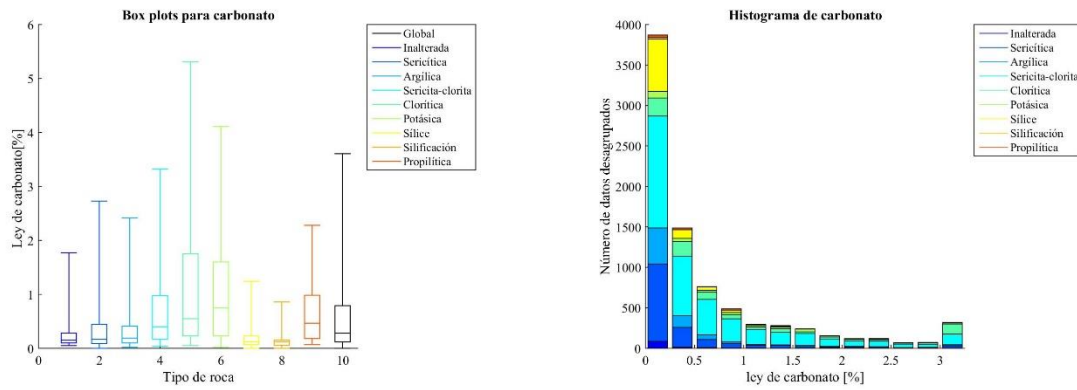 Box plots para carbonato
Ley de carbonato[%]
6
5
4
3
2
1
0
0 2 4 6 8 10
Tipo de roca
Global
Inalterada
Sericítica
Argílica
Sericita-clorita
Clorítica
Potásica
Sílice
Silificación
Propilítica
Histograma de carbonato
Número de datos desagrupados
4000
3500
3000
2500
2000
1500
1000
500
0
0 0.5 1 1.5 2 2.5 3
ley de carbonato [%]
Inalterada
Sericítica
Argílica
Sericita-clorita
Clorítica
Potásica
Sílice
Silificación
Propilítica